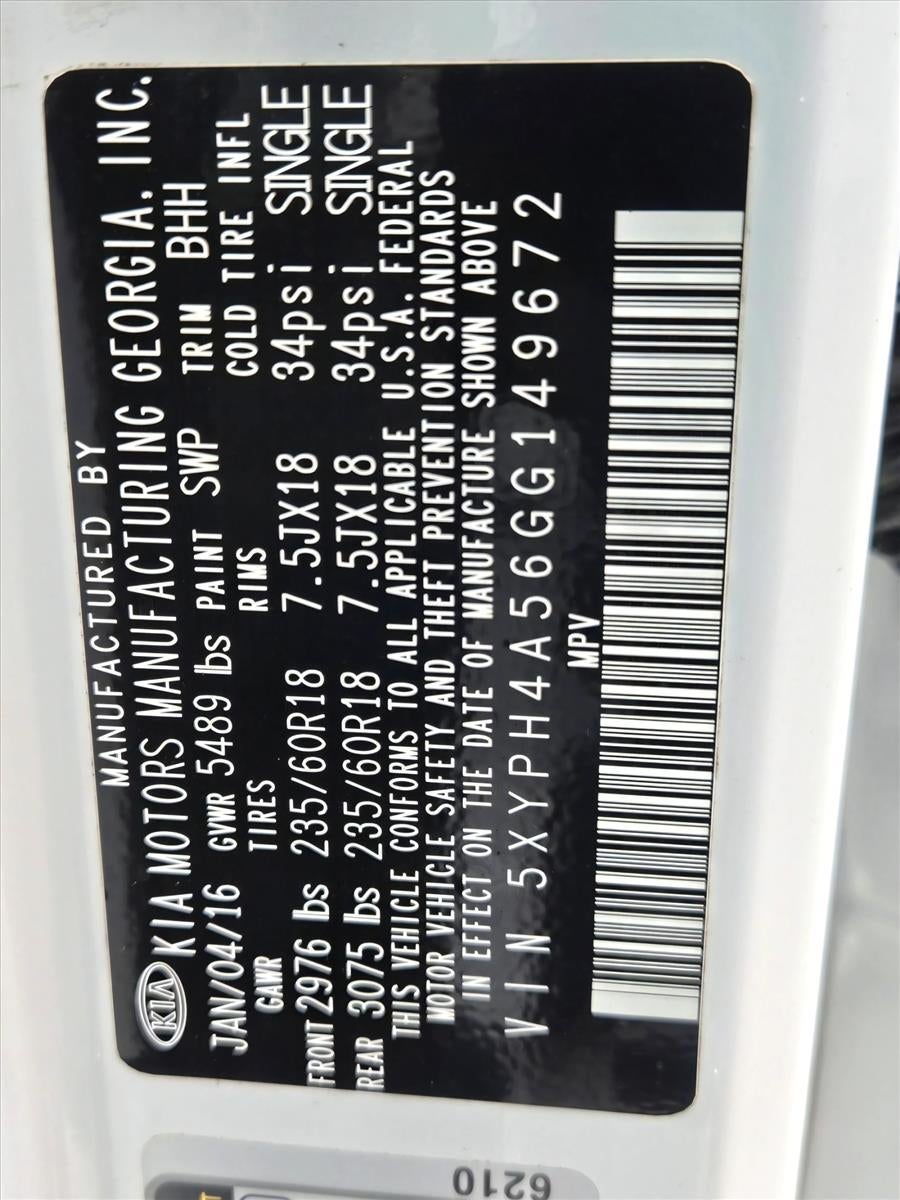 MANUFACTURED BY
KIA KIA MOTORS MANUFACTURING GEORGIA, INC.
JAN/04/16 GVWR 5489 lbs PAINT SWP TRIM BHH
GAWR TIRES RIMS COLD TIRE INFL
FRONT 2976 lbs 235/60R18 7.5JX18 34psi SINGLE
REAR 3075 lbs 235/60R18 7.5JX18 34psi SINGLE
THIS VEHICLE CONFORMS TO ALL APPLICABLE U.S.A. FEDERAL
MOTOR VEHICLE SAFETY AND THEFT PREVENTION STANDARDS
IN EFFECT ON THE DATE OF MANUFACTURE SHOWN ABOVE
VIN 5XYPH4A56GG149672
MPV
6210